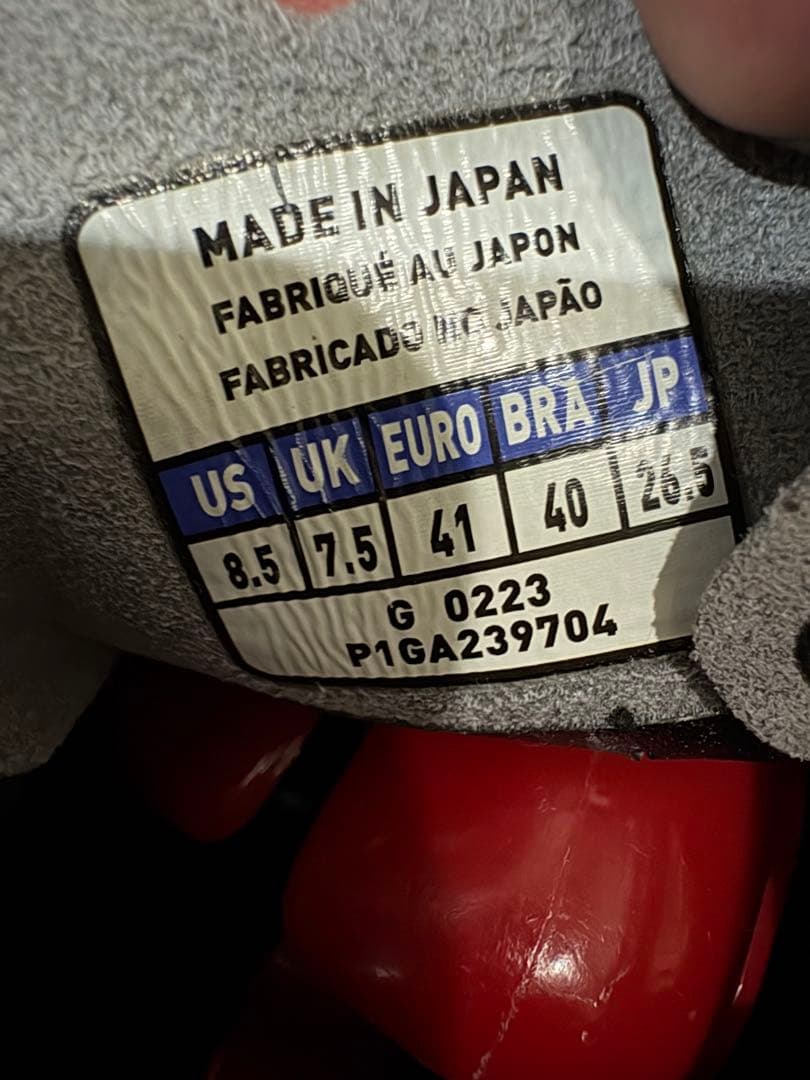 MADE IN JAPAN
FABRIQUÉ AU JAPON
FABRICADO NO JAPÃO
US UK EURO BRA JP
8.5 7.5 41 40 26.5
G 0223
P1GA239704